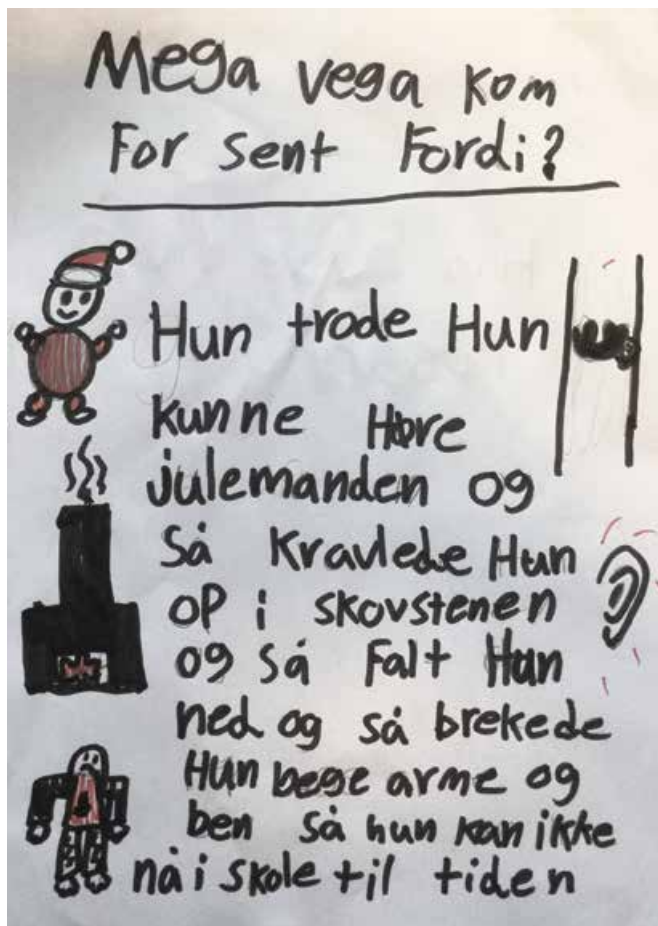 Mega vega kom
For sent Fordi?
Hun trode Hun
kunne Høre
julemanden og
så kravlede Hun
op i skovstenen
og så Falt Hun
ned og så brekede
Hun bege arme og
ben så hun kan ikke
nå i skole til tiden